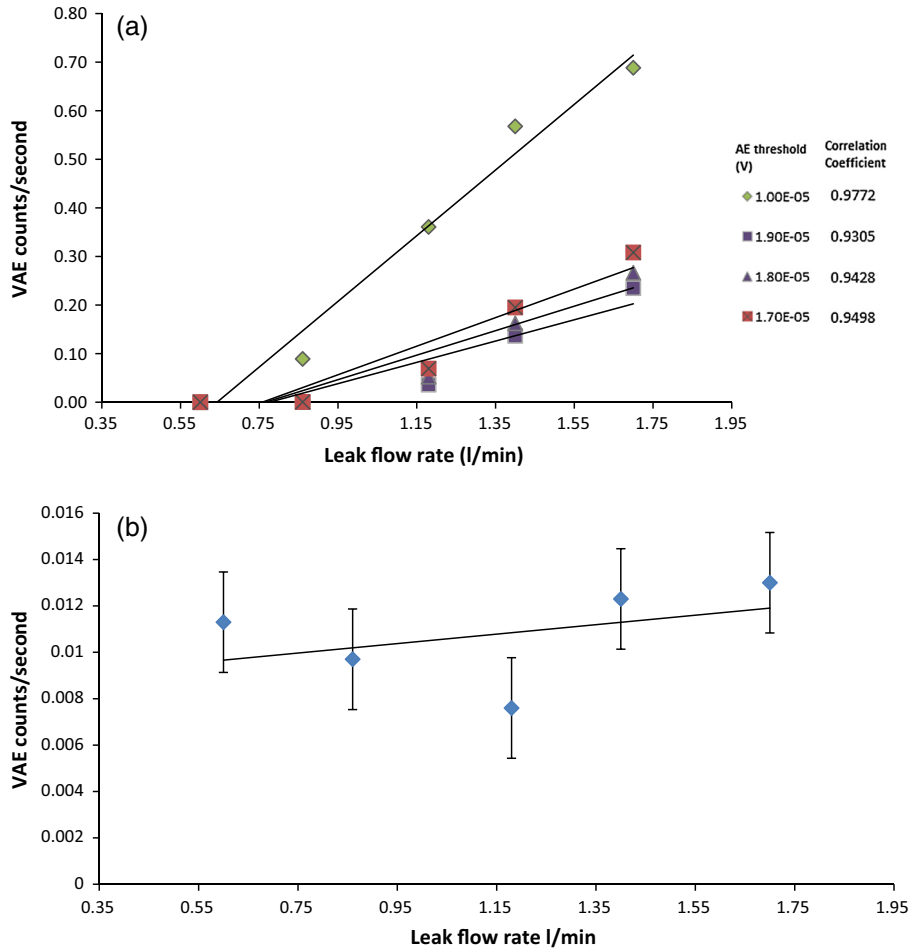 (a)
0.80
0.70
0.60
0.50
0.40
0.30
0.20
0.10
0.00
VAE counts/second
0.35 0.55 0.75 0.95 1.15 1.35 1.55 1.75 1.95
Leak flow rate (l/min)
AE threshold (V) Correlation Coefficient
1.00E-05 0.9772
1.90E-05 0.9305
1.80E-05 0.9428
1.70E-05 0.9498
(b)
0.016
0.014
0.012
0.01
0.008
0.006
0.004
0.002
0
VAE counts/second
0.35 0.55 0.75 0.95 1.15 1.35 1.55 1.75 1.95
Leak flow rate l/min